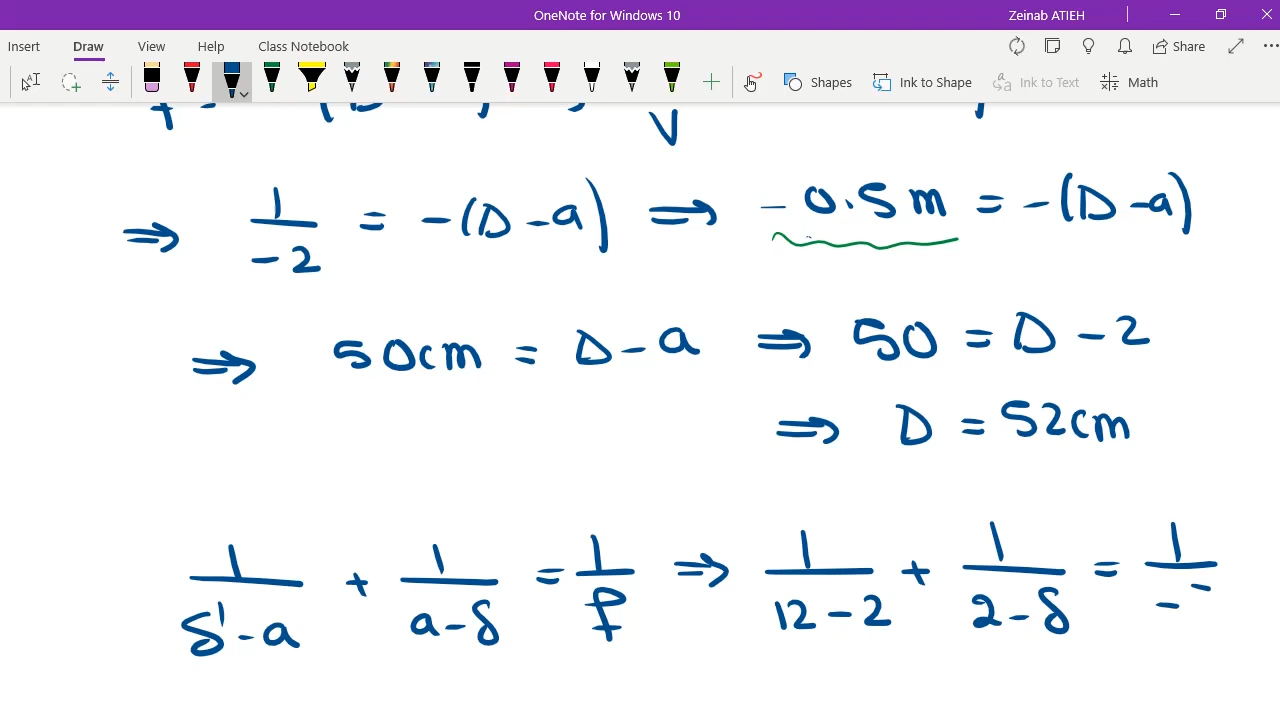 OneNote for Windows 10 Zeinab ATIEH
Insert Draw View Help Class Notebook Share
Shapes Ink to Shape Ink to Text Math
V
⇒ 1/-2 = -(D-a) ⇒ -0.5m = -(D-a)
⇒ 50cm = D-a ⇒ 50 = D-2
⇒ D = 52cm
1/(δ'-a) + 1/(a-δ) = 1/f ⇒ 1/(12-2) + 1/(2-δ) = 1/-